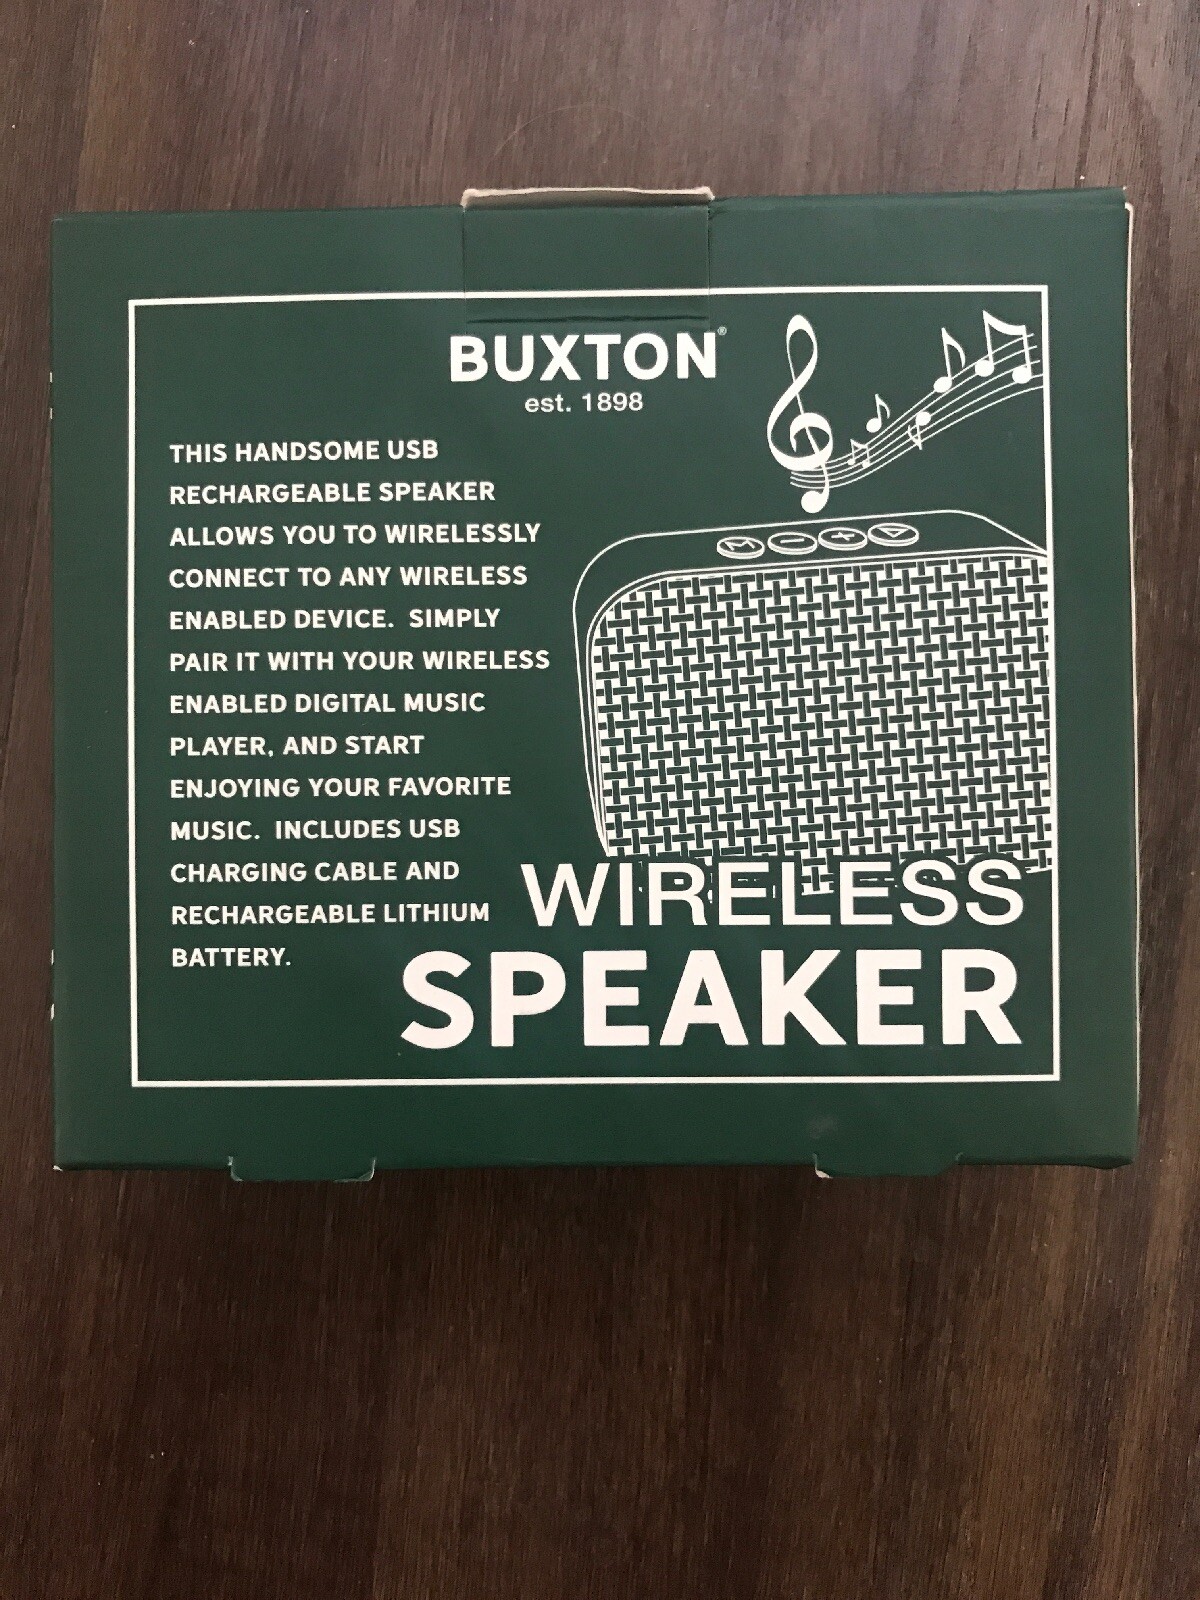 BUXTON®
est. 1898
THIS HANDSOME USB
RECHARGEABLE SPEAKER
ALLOWS YOU TO WIRELESSLY
CONNECT TO ANY WIRELESS
ENABLED DEVICE. SIMPLY
PAIR IT WITH YOUR WIRELESS
ENABLED DIGITAL MUSIC
PLAYER, AND START
ENJOYING YOUR FAVORITE
MUSIC. INCLUDES USB
CHARGING CABLE AND
RECHARGEABLE LITHIUM
BATTERY.
M - +
WIRELESS
SPEAKER